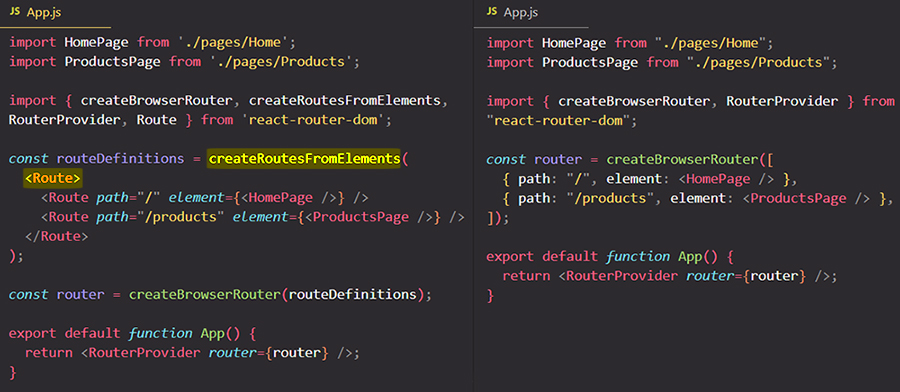 JS App.js
import HomePage from './pages/Home';
import ProductsPage from './pages/Products';
import { createBrowserRouter, createRoutesFromElements,
RouterProvider, Route } from 'react-router-dom';
const routeDefinitions = createRoutesFromElements(
<Route>
<Route path="/" element={<HomePage />} />
<Route path="/products" element={<ProductsPage />} />
</Route>
);
const router = createBrowserRouter(routeDefinitions);
export default function App() {
return <RouterProvider router={router} />;
}
JS App.js
import HomePage from "./pages/Home";
import ProductsPage from "./pages/Products";
import { createBrowserRouter, RouterProvider } from
"react-router-dom";
const router = createBrowserRouter([
{ path: "/", element: <HomePage /> },
{ path: "/products", element: <ProductsPage /> },
]);
export default function App() {
return <RouterProvider router={router} />;
}